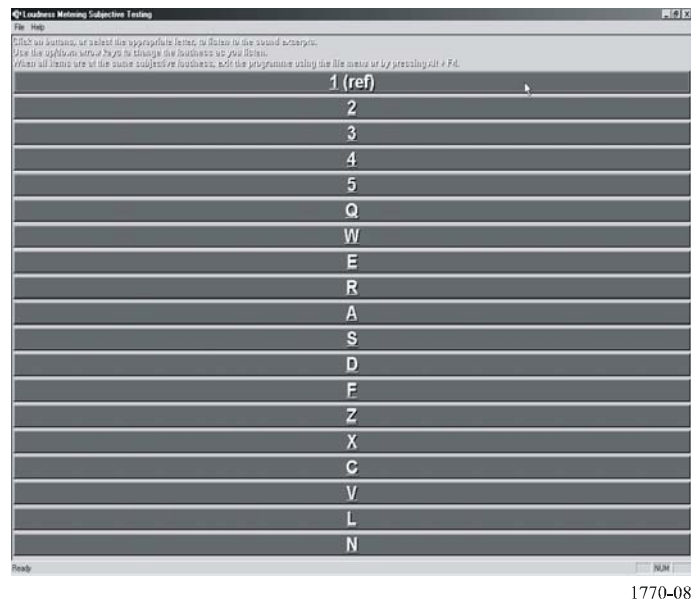 Loudness Metering Subjective Testing
File Help
Click on buttons, or select the appropriate letter, to listen to the sound excerpts.
Use the up/down arrow keys to change the loudness as you listen.
When all items are at the same subjective loudness, exit the programme using the file menu or by pressing Alt + F4.
1 (ref)
2
3
4
5
Q
W
E
R
A
S
D
F
Z
X
C
V
L
N
Ready NUM
1770-08